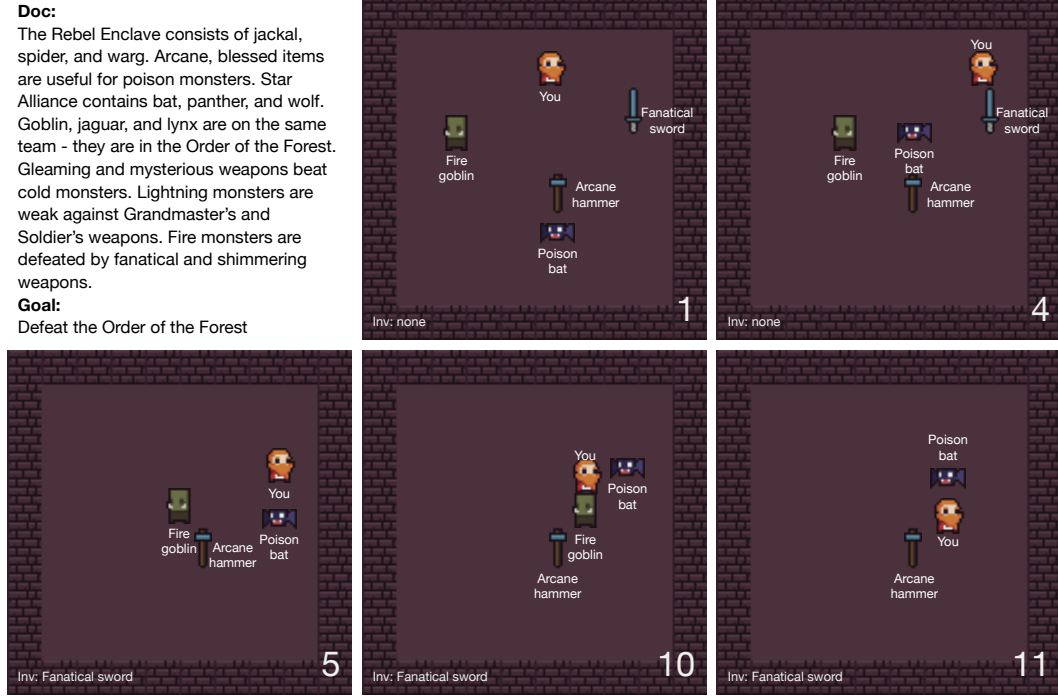 Doc:
The Rebel Enclave consists of jackal,
spider, and warg. Arcane, blessed items
are useful for poison monsters. Star
Alliance contains bat, panther, and wolf.
Goblin, jaguar, and lynx are on the same
team - they are in the Order of the Forest.
Gleaming and mysterious weapons beat
cold monsters. Lightning monsters are
weak against Grandmaster's and
Soldier's weapons. Fire monsters are
defeated by fanatical and shimmering
weapons.
Goal:
Defeat the Order of the Forest
You
Fanatical
sword
Fire
goblin
Arcane
hammer
Poison
bat
Inv: none
1
You
Fanatical
sword
Fire
goblin
Poison
bat
Arcane
hammer
Inv: none
4
You
Fire
goblin
Arcane
hammer
Poison
bat
Inv: Fanatical sword
5
You
Poison
bat
Fire
goblin
Arcane
hammer
Inv: Fanatical sword
10
Poison
bat
You
Arcane
hammer
Inv: Fanatical sword
11